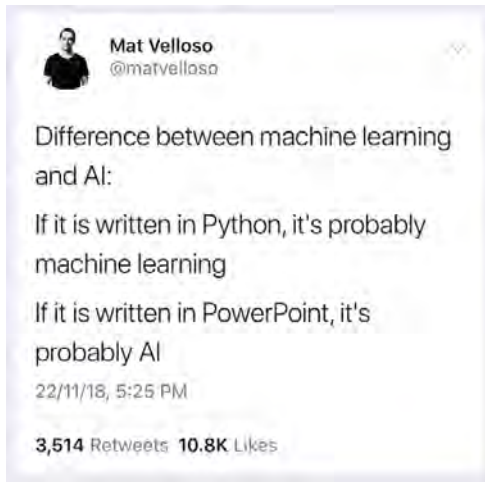 Mat Velloso
@matvelloso
Difference between machine learning
and AI:
If it is written in Python, it's probably
machine learning
If it is written in PowerPoint, it's
probably AI
22/11/18, 5:25 PM
3,514 Retweets 10.8K Likes